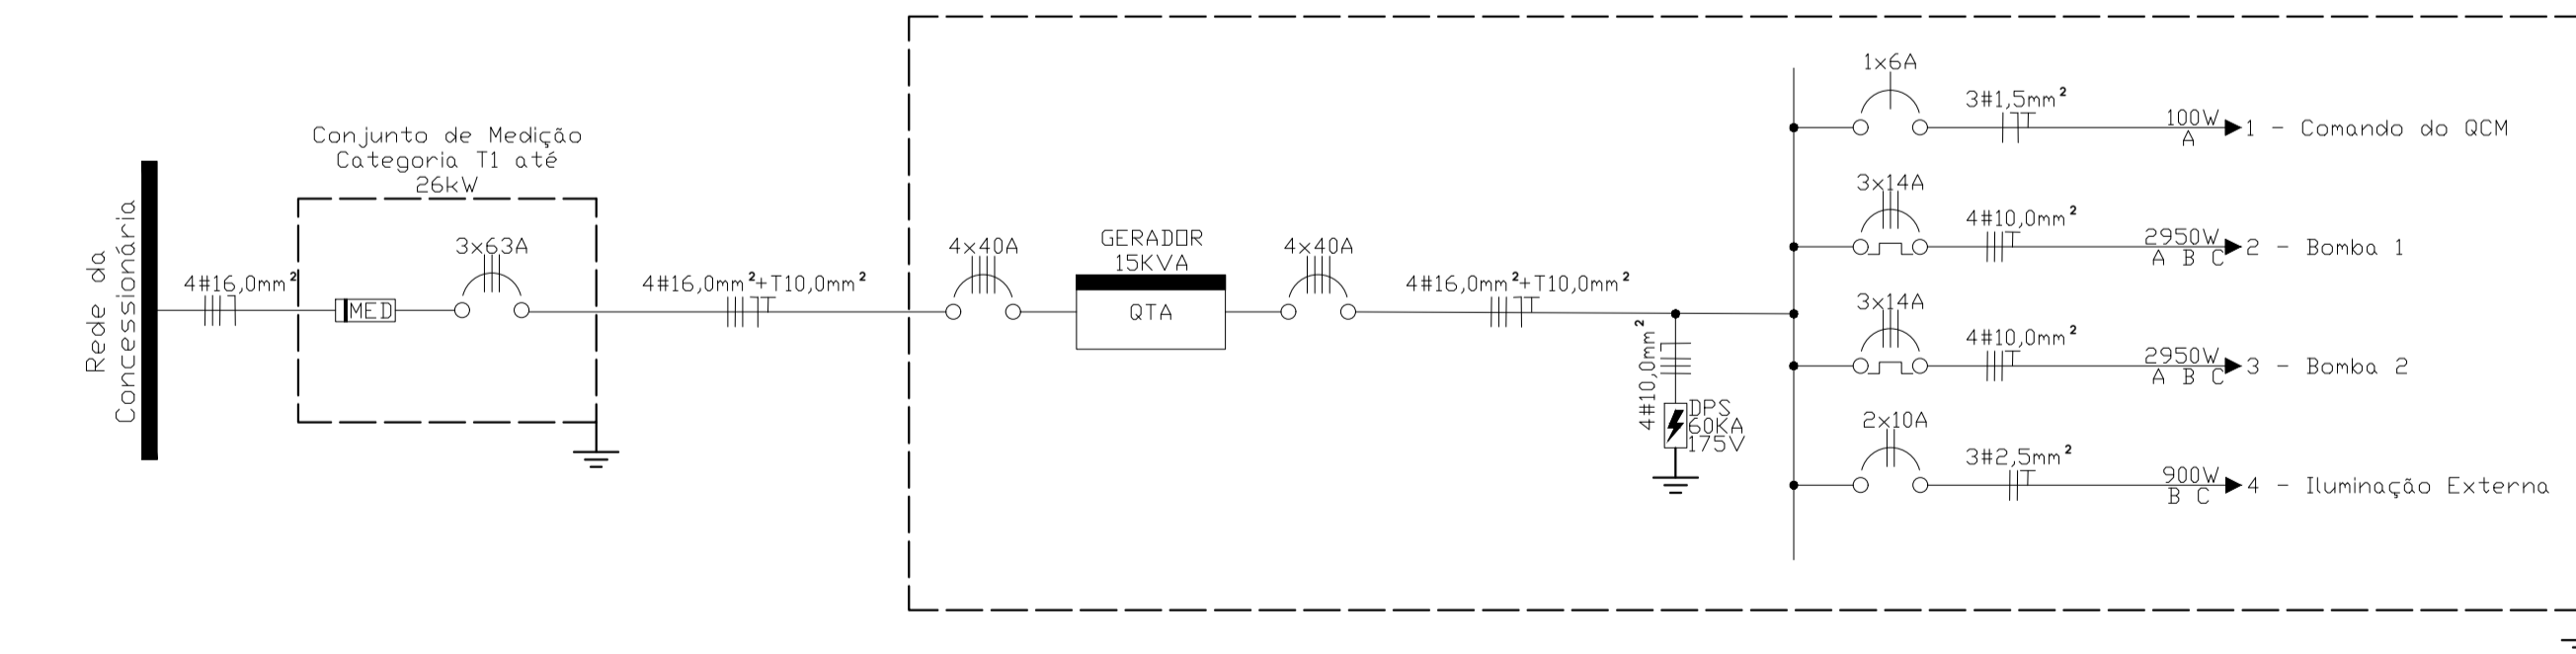 Rede da
Concessionária
4#16,0mm²
Conjunto de Medição
Categoria T1 até
26kW
MED
3x63A
4#16,0mm²+T10,0mm²
4x40A
GERADOR
15KVA
QTA
4x40A
4#16,0mm²+T10,0mm²
4#10,0mm²
DPS
60KA
175V
1x6A
3#1,5mm²
100W
A
1 - Comando do QCM
3x14A
4#10,0mm²
2950W
A B C
2 - Bomba 1
3x14A
4#10,0mm²
2950W
A B C
3 - Bomba 2
2x10A
3#2,5mm²
900W
B C
4 - Iluminação Externa